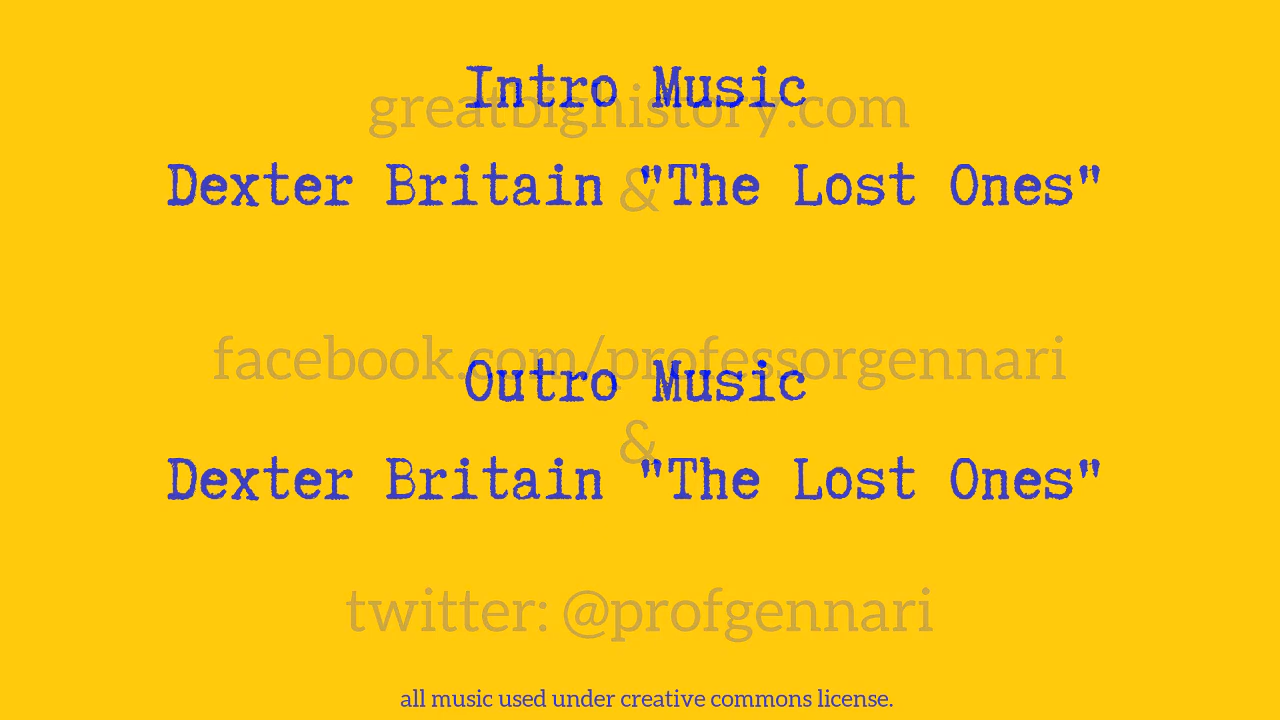 Intro Music
greatbighistory.com
Dexter Britain "The Lost Ones"
&
facebook.com/professorgennari
Outro Music
&
Dexter Britain "The Lost Ones"
twitter: @profgennari
all music used under creative commons license.